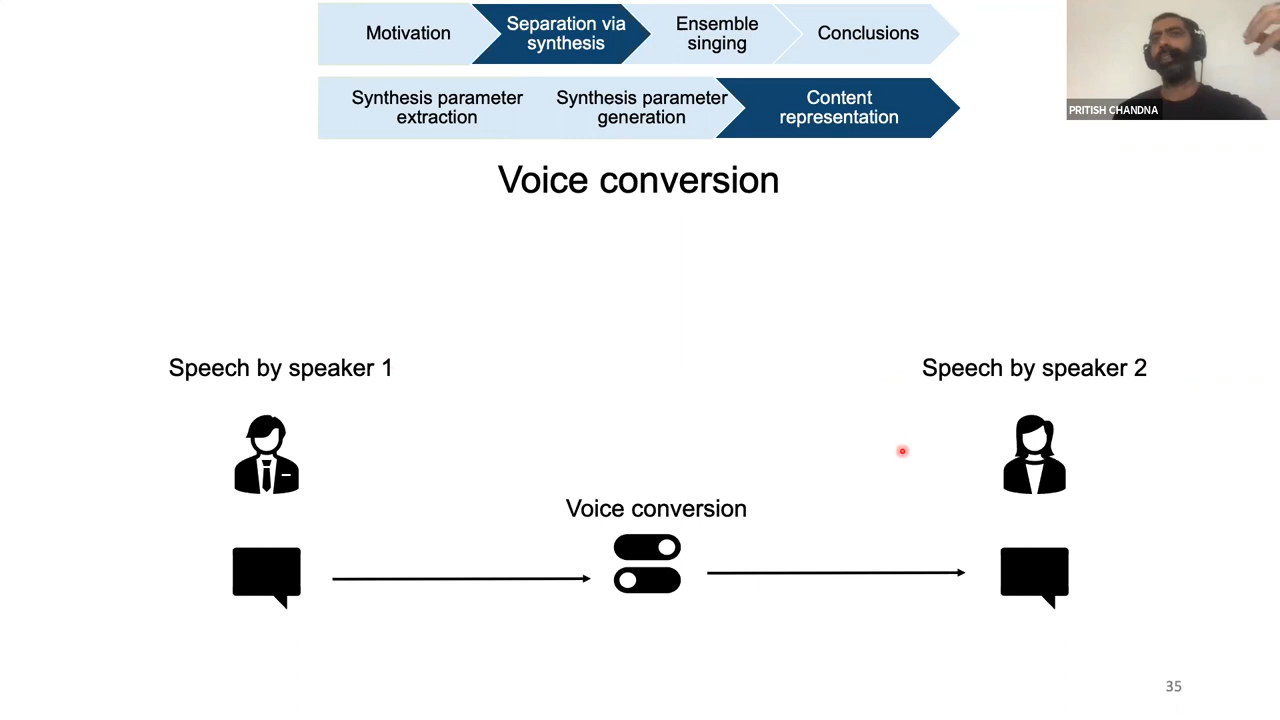 Motivation
Separation via
synthesis
Ensemble
singing
Conclusions
PRITISH CHANDNA
Synthesis parameter
extraction
Synthesis parameter
generation
Content
representation
Voice conversion
Speech by speaker 1
Speech by speaker 2
Voice conversion
35